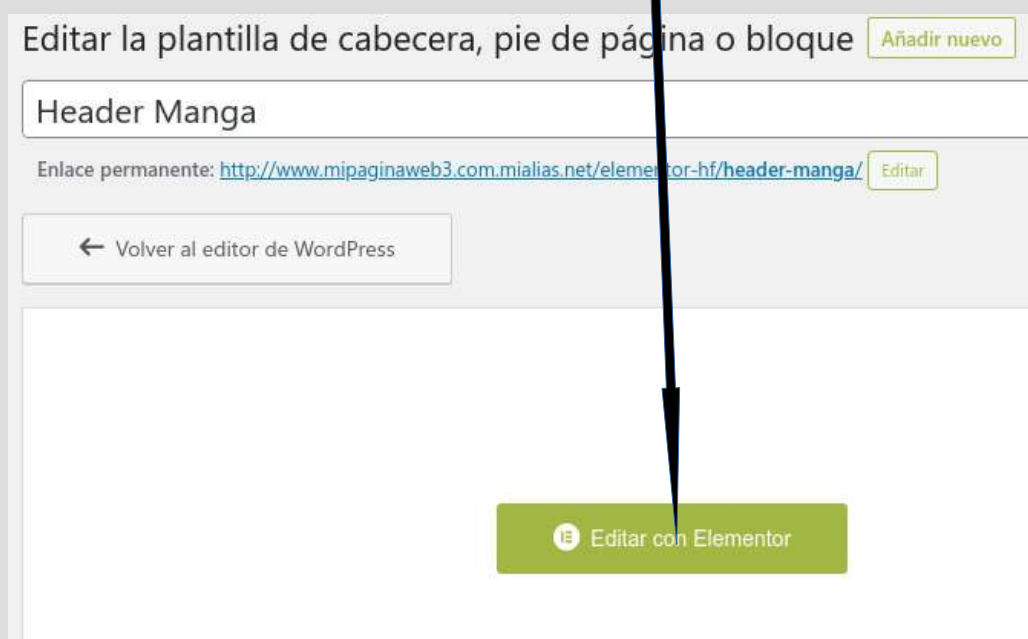 Editar la plantilla de cabecera, pie de página o bloque Añadir nuevo
Header Manga
Enlace permanente: http://www.mipaginaweb3.com.mialias.net/elementor-hf/header-manga/ Editar
← Volver al editor de WordPress
Editar con Elementor